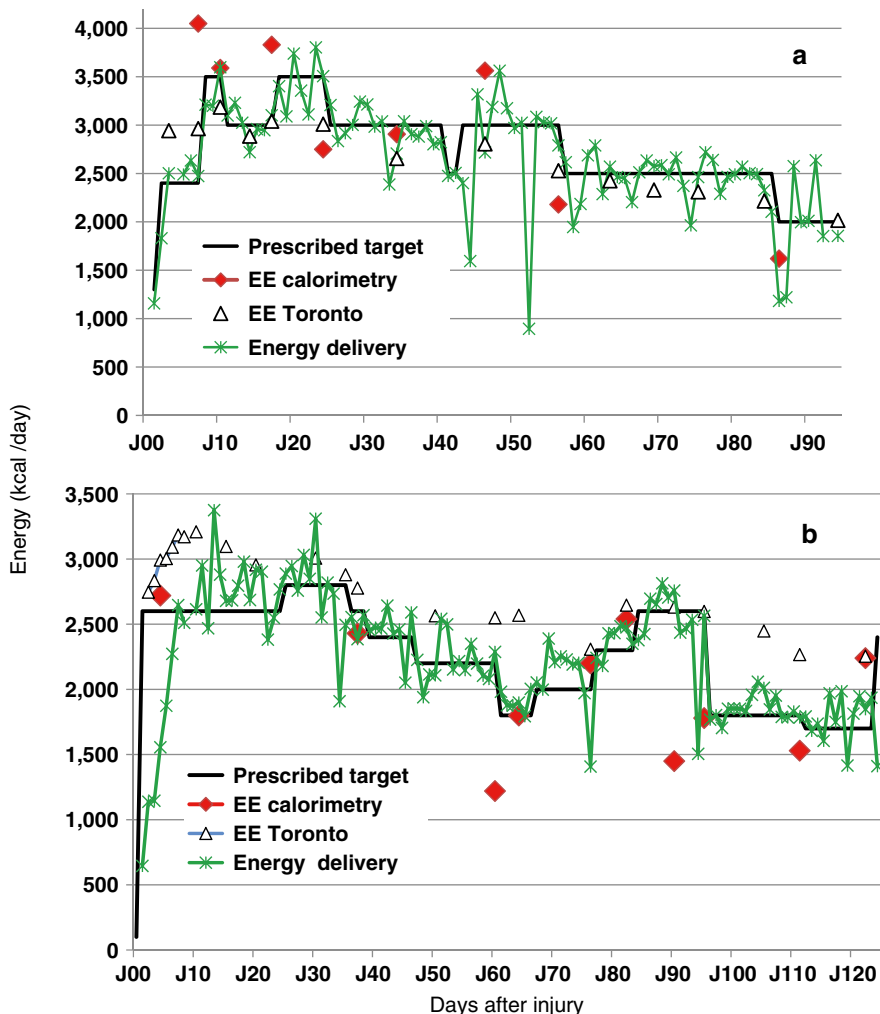 4,000
a
3,500
3,000
2,500
2,000
Prescribed target
1,500
EE calorimetry
1,000
EE Toronto
500
Energy delivery
0
J00 J10 J20 J30 J40 J50 J60 J70 J80 J90
Energy (kcal /day)
3,500
b
3,000
2,500
2,000
1,500
Prescribed target
1,000
EE calorimetry
EE Toronto
500
Energy delivery
0
J00 J10 J20 J30 J40 J50 J60 J70 J80 J90 J100 J110 J120
Days after injury